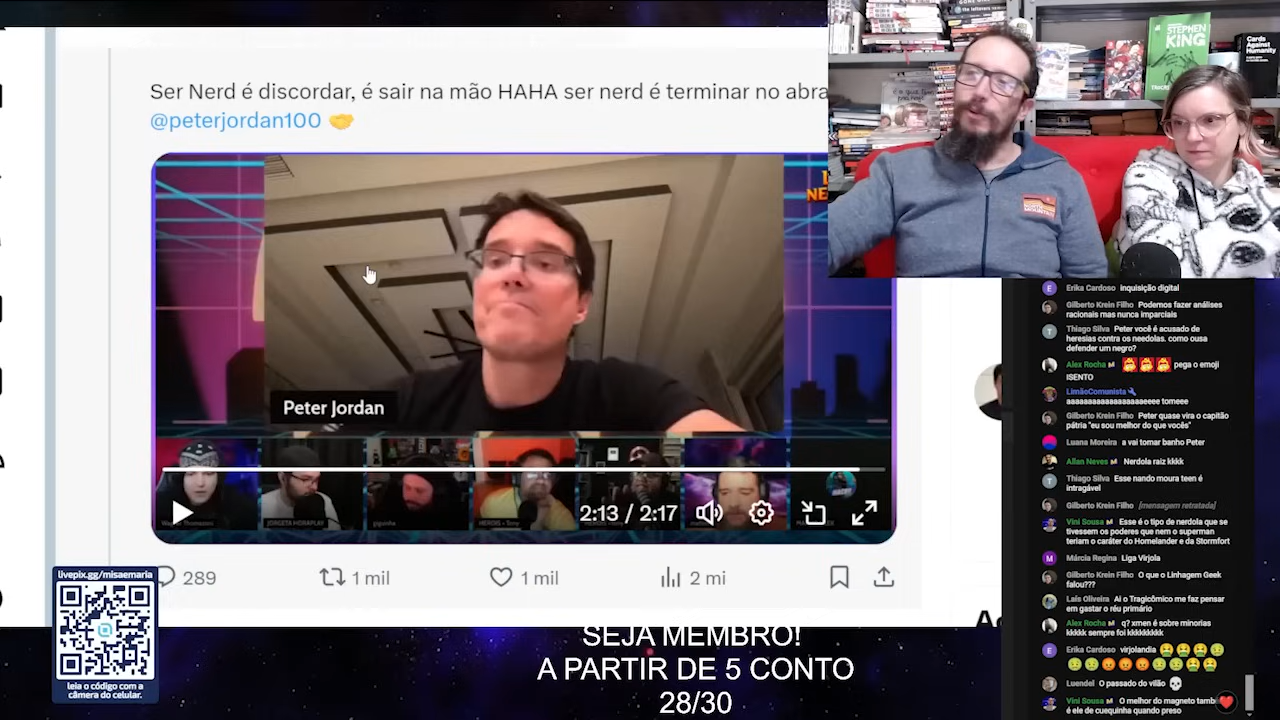 Ser Nerd é discordar, é sair na mão HAHA ser nerd é terminar no abra
@peterjordan100
Peter Jordan
2:13 / 2:17
289
1 mil
1 mil
2 mi
livepix.gg/misaemaria
leia o código com a
câmera do celular.
SEJA MEMBRO!
A PARTIR DE 5 CONTO
28/30
STEPHEN
KING
Cards
Against
Humanity
Erika Cardoso inquisição digital
Gilberto Krein Filho Podemos fazer análises
racionais mas nunca imparciais
Thiago Silva Peter você é acusado de
heresias contra os needolas. como ousa
defender um negro?
Alex Rocha pega o emoji
ISENTO
LimãoComunista
aaaaaaaaaaaaaaaaaaeeee tomeee
Gilberto Krein Filho Peter quase vira o capitão
pátria "eu sou melhor do que vocês"
Luana Moreira a vai tomar banho Peter
Allan Neves Nerdola raiz kkkk
Thiago Silva Esse nando moura teen é
intragável
Gilberto Krein Filho [mensagem retratada]
Vini Sousa Esse é o tipo de nerdola que se
tivessem os poderes que nem o superman
teriam o caráter do Homelander e da Stormfort
Márcia Regina Liga Virjola
Gilberto Krein Filho O que o Linhagem Geek
falou???
Lais Oliveira Ai o Tragicômico me faz pensar
em gastar o réu primário
Alex Rocha q? xmen é sobre minorias
kkkkk sempre foi kkkkkkkkk
Erika Cardoso virjolandia
Luendel O passado do vilão
Vini Sousa O melhor do magneto tamb
é ele de cuequinha quando preso